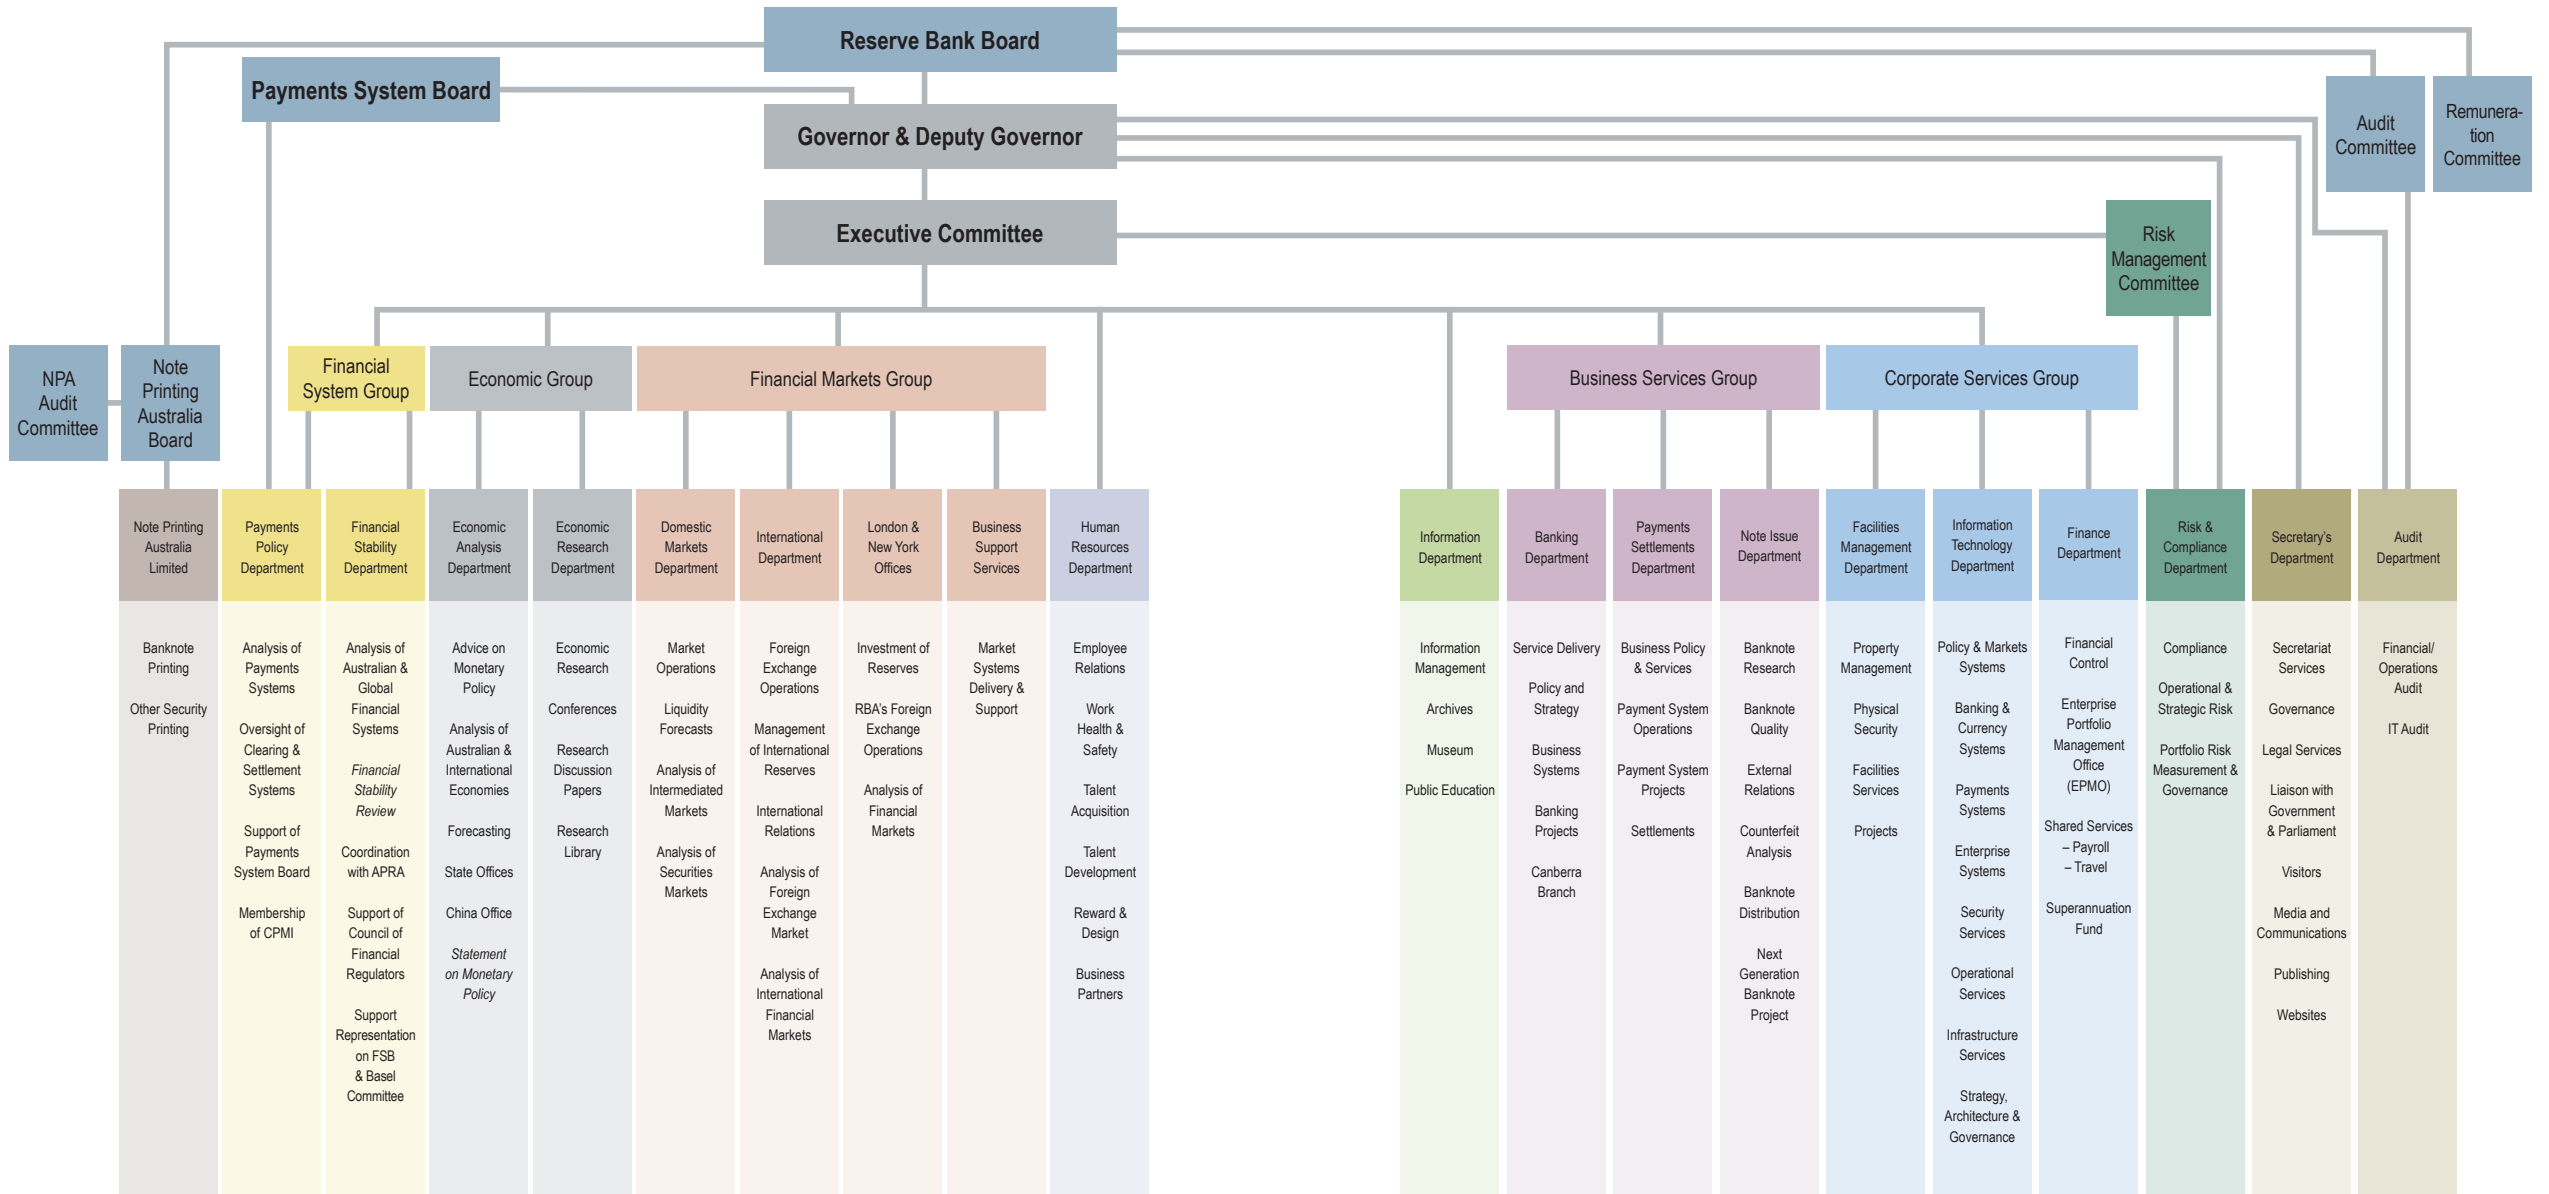 Reserve Bank Board
Payments System Board
Governor & Deputy Governor
Executive Committee
Audit
Committee
Remunera-
tion
Committee
Risk
Management
Committee
NPA
Audit
Committee
Note
Printing
Australia
Board
Financial
System Group
Economic Group
Financial Markets Group
Business Services Group
Corporate Services Group
Note Printing
Australia
Limited
Banknote
Printing
Other Security
Printing
Payments
Policy
Department
Analysis of
Payments
Systems
Oversight of
Clearing &
Settlement
Systems
Support of
Payments
System Board
Membership
of CPMI
Financial
Stability
Department
Analysis of
Australian &
Global
Financial
Systems
Financial
Stability
Review
Coordination
with APRA
Support of
Council of
Financial
Regulators
Support
Representation
on FSB
& Basel
Committee
Economic
Analysis
Department
Advice on
Monetary
Policy
Analysis of
Australian &
International
Economies
Forecasting
State Offices
China Office
Statement
on Monetary
Policy
Economic
Research
Department
Economic
Research
Conferences
Research
Discussion
Papers
Research
Library
Domestic
Markets
Department
Market
Operations
Liquidity
Forecasts
Analysis of
Intermediated
Markets
Analysis of
Securities
Markets
International
Department
Foreign
Exchange
Operations
Management
of International
Reserves
International
Relations
Analysis of
Foreign
Exchange
Market
Analysis of
International
Financial
Markets
London &
New York
Offices
Investment of
Reserves
RBA's Foreign
Exchange
Operations
Analysis of
Financial
Markets
Business
Support
Services
Market
Systems
Delivery &
Support
Human
Resources
Department
Employee
Relations
Work
Health &
Safety
Talent
Acquisition
Talent
Development
Reward &
Design
Business
Partners
Information
Department
Information
Management
Archives
Museum
Public Education
Banking
Department
Service Delivery
Policy and
Strategy
Business
Systems
Banking
Projects
Canberra
Branch
Payments
Settlements
Department
Business Policy
& Services
Payment System
Operations
Payment System
Projects
Settlements
Note Issue
Department
Banknote
Research
Banknote
Quality
External
Relations
Counterfeit
Analysis
Banknote
Distribution
Next
Generation
Banknote
Project
Facilities
Management
Department
Property
Management
Physical
Security
Facilities
Services
Projects
Information
Technology
Department
Policy & Markets
Systems
Banking &
Currency
Systems
Payments
Systems
Enterprise
Systems
Security
Services
Operational
Services
Infrastructure
Services
Strategy,
Architecture &
Governance
Finance
Department
Financial
Control
Enterprise
Portfolio
Management
Office
(EPMO)
Shared Services
– Payroll
– Travel
Superannuation
Fund
Risk &
Compliance
Department
Compliance
Operational &
Strategic Risk
Portfolio Risk
Measurement &
Governance
Secretary's
Department
Secretariat
Services
Governance
Legal Services
Liaison with
Government
& Parliament
Visitors
Media and
Communications
Publishing
Websites
Audit
Department
Financial/
Operations
Audit
IT Audit